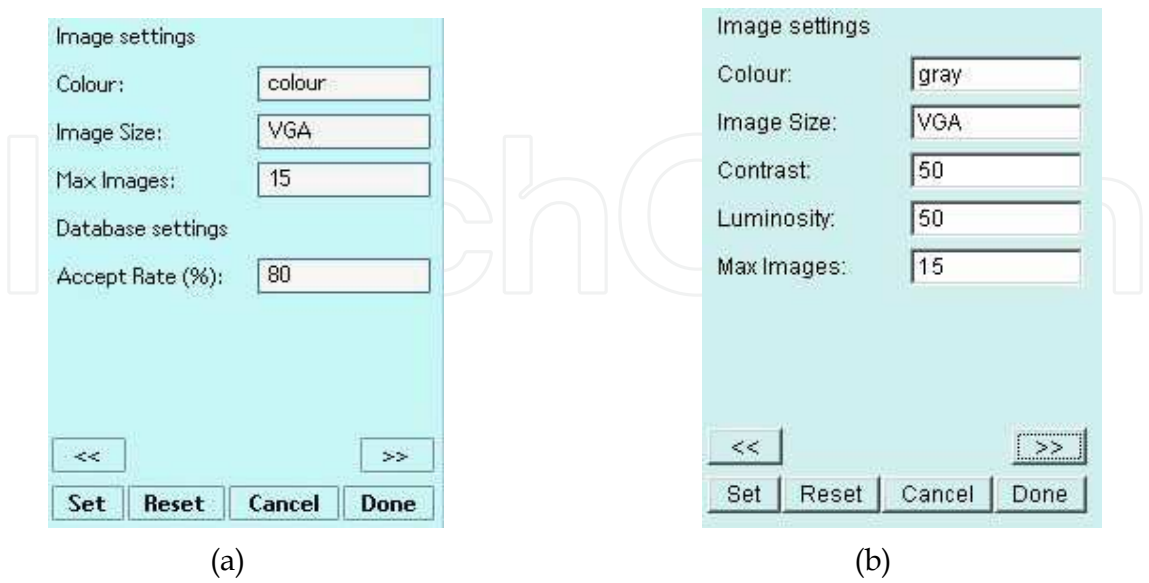 Image settings
Colour: colour
Image Size: VGA
Max Images: 15
Database settings
Accept Rate (%): 80
<< >>
Set Reset Cancel Done
(a)
Image settings
Colour: gray
Image Size: VGA
Contrast: 50
Luminosity: 50
Max Images: 15
<< >>
Set Reset Cancel Done
(b)